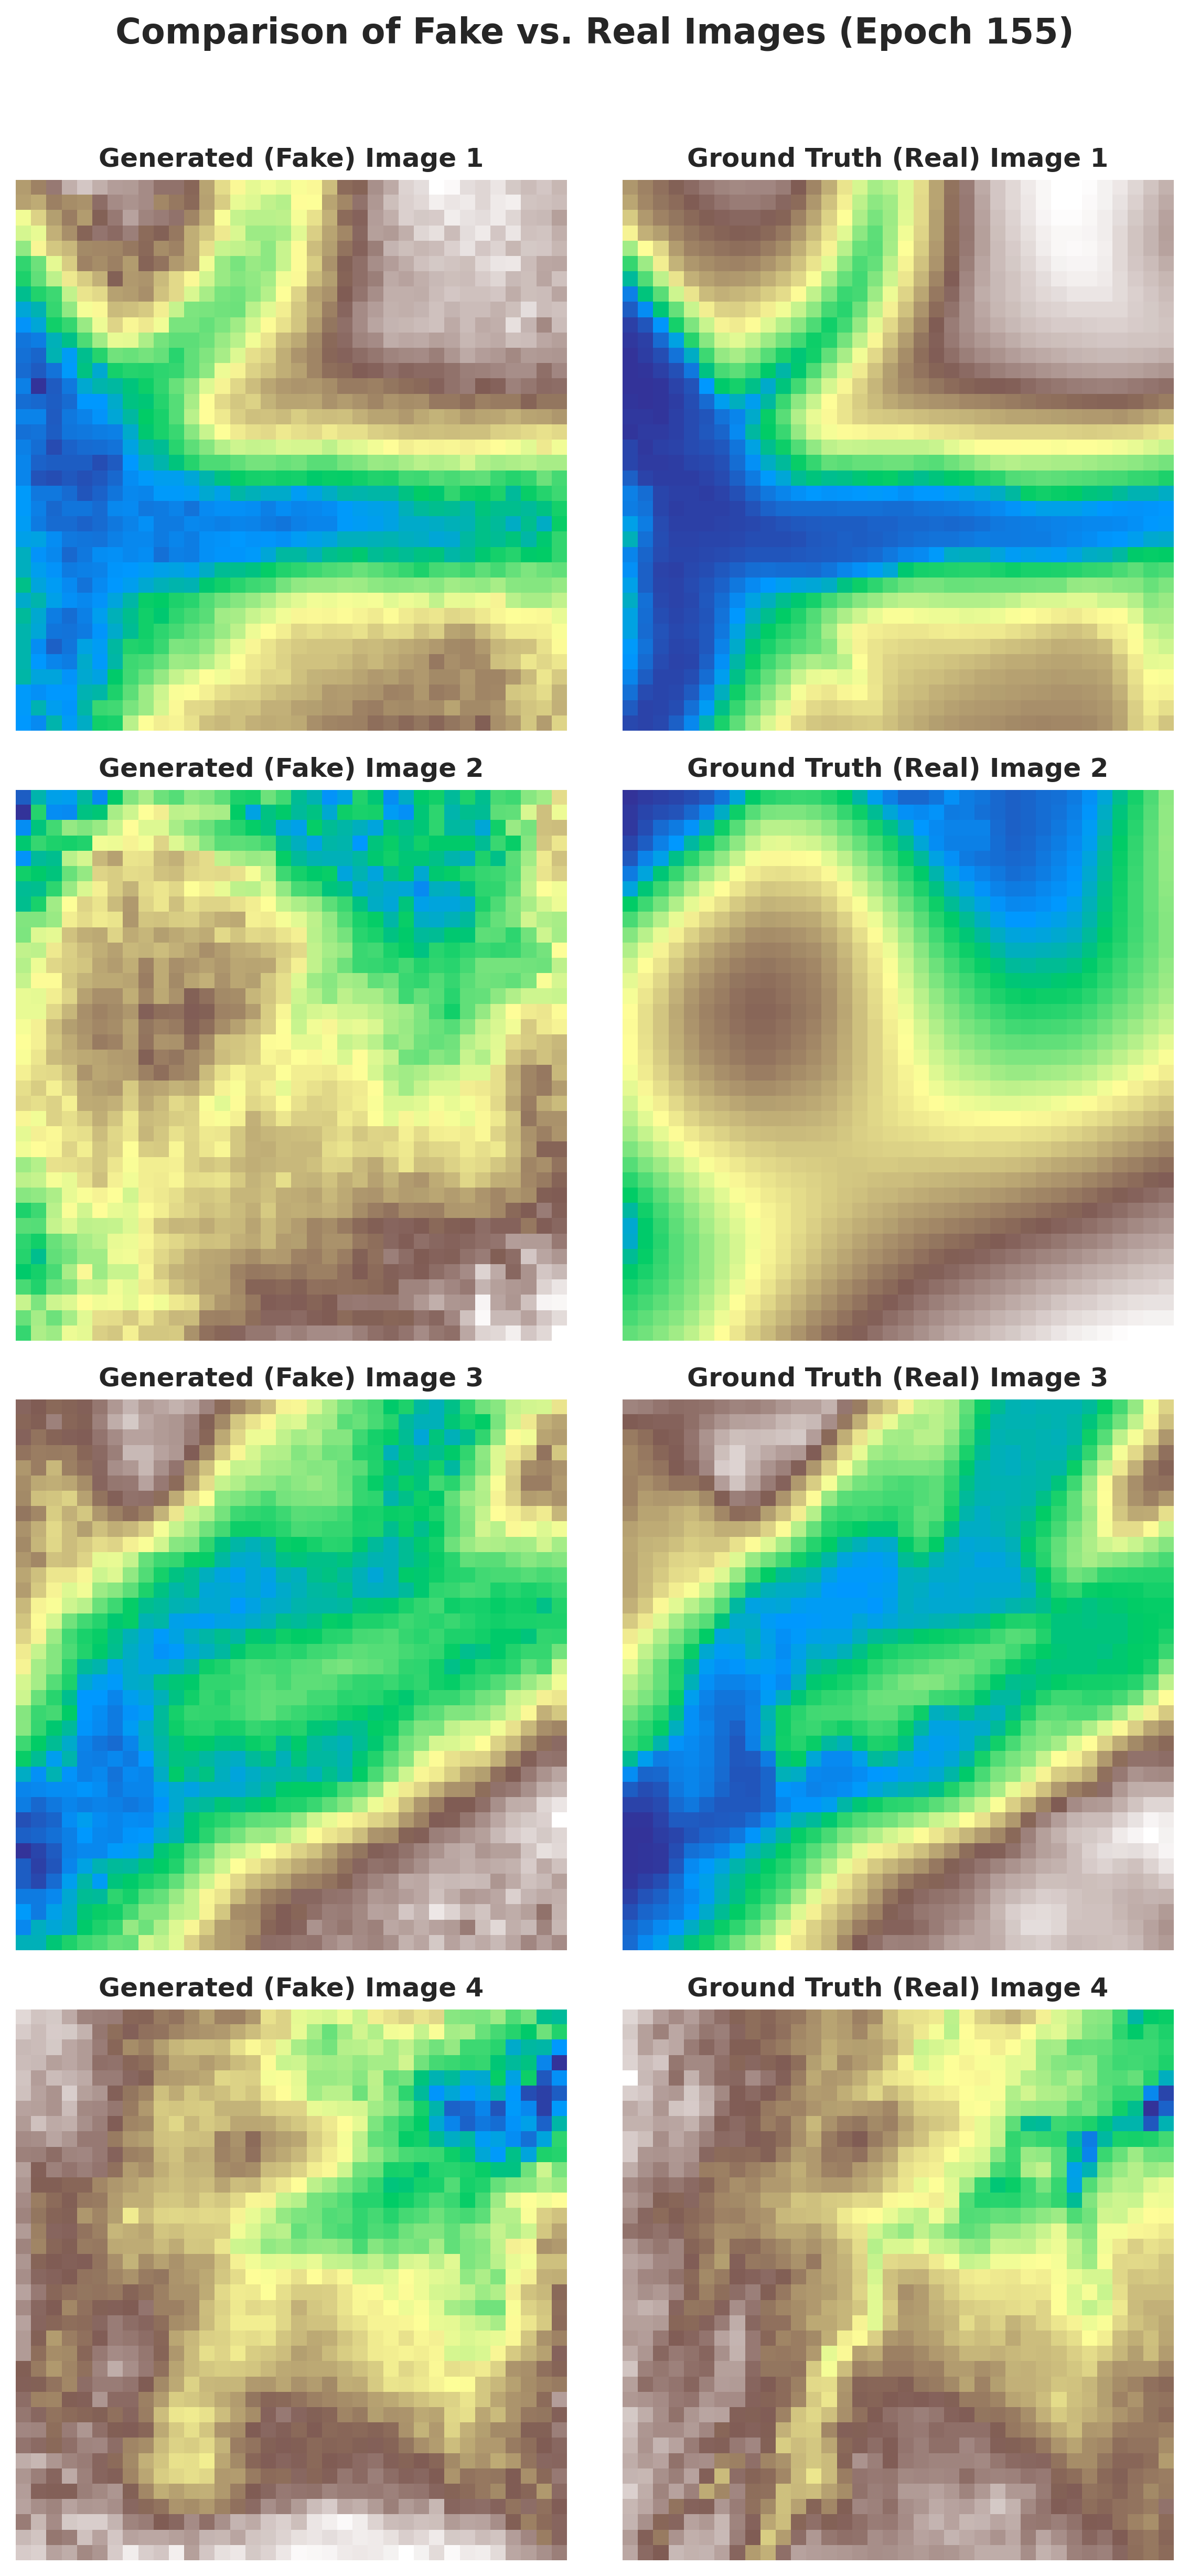 Comparison of Fake vs. Real Images (Epoch 155)
Generated (Fake) Image 1
Ground Truth (Real) Image 1
Generated (Fake) Image 2
Ground Truth (Real) Image 2
Generated (Fake) Image 3
Ground Truth (Real) Image 3
Generated (Fake) Image 4
Ground Truth (Real) Image 4